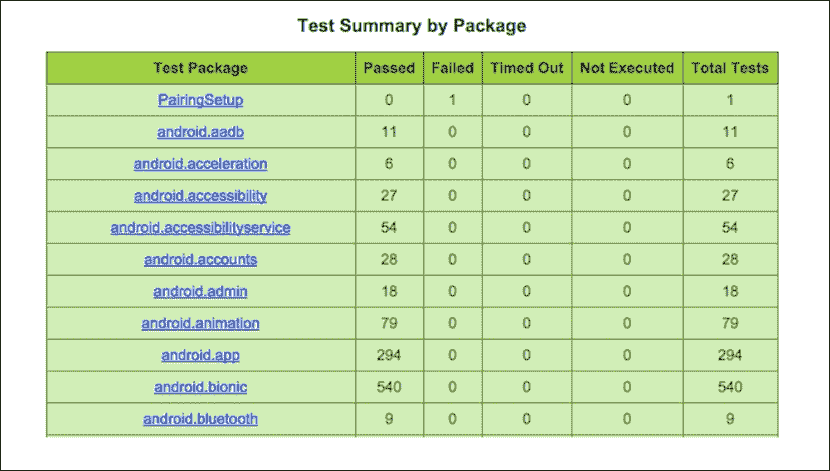 Test Summary by Package
Test Package Passed Failed Timed Out Not Executed Total Tests
PairingSetup 0 1 0 0 1
android.aadb 11 0 0 0 11
android.acceleration 6 0 0 0 6
android.accessibility 27 0 0 0 27
android.accessibilityservice 54 0 0 0 54
android.accounts 28 0 0 0 28
android.admin 18 0 0 0 18
android.animation 79 0 0 0 79
android.app 294 0 0 0 294
android.bionic 540 0 0 0 540
android.bluetooth 9 0 0 0 9